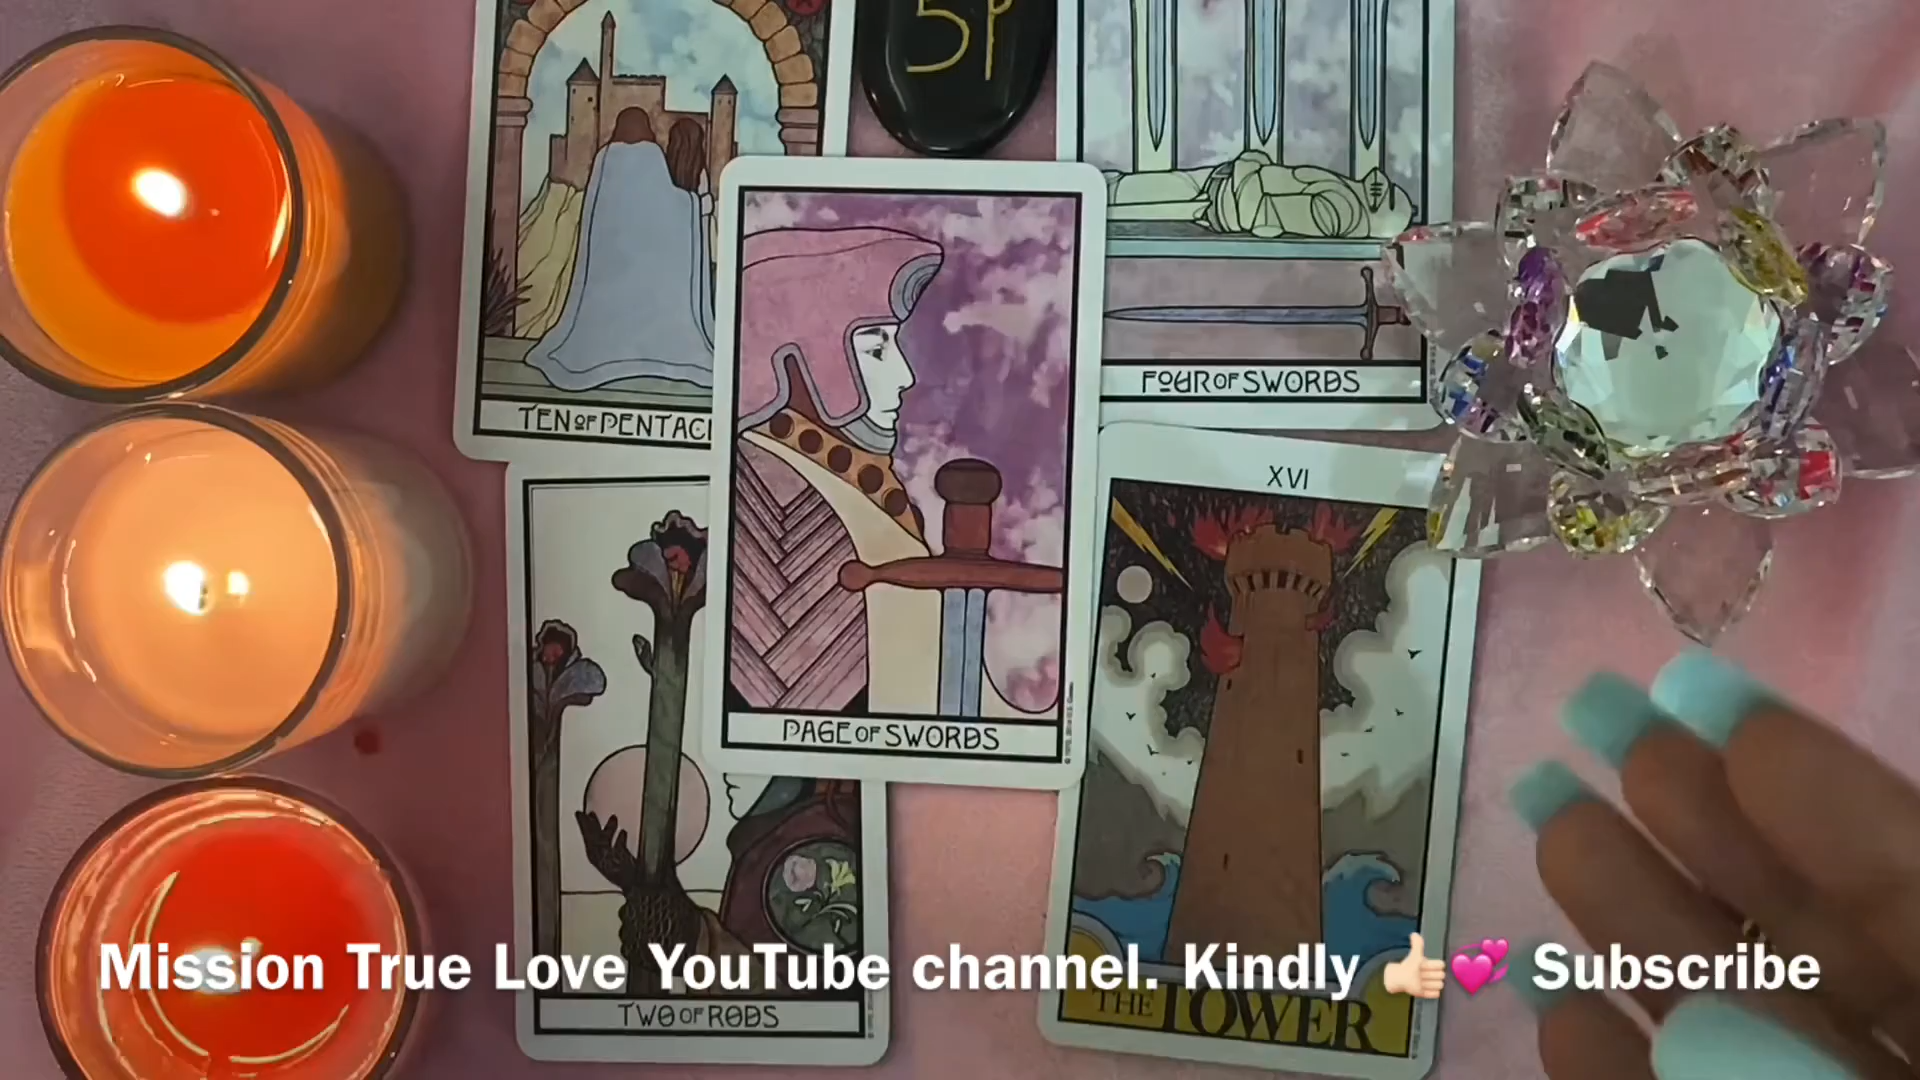 5P
TEN OF PENTACL
FOUR OF SWORDS
XVI
PAGE OF SWORDS
Mission True Love YouTube channel. Kindly 👍🏻💞 Subscribe
TWO OF RODS
THE TOWER